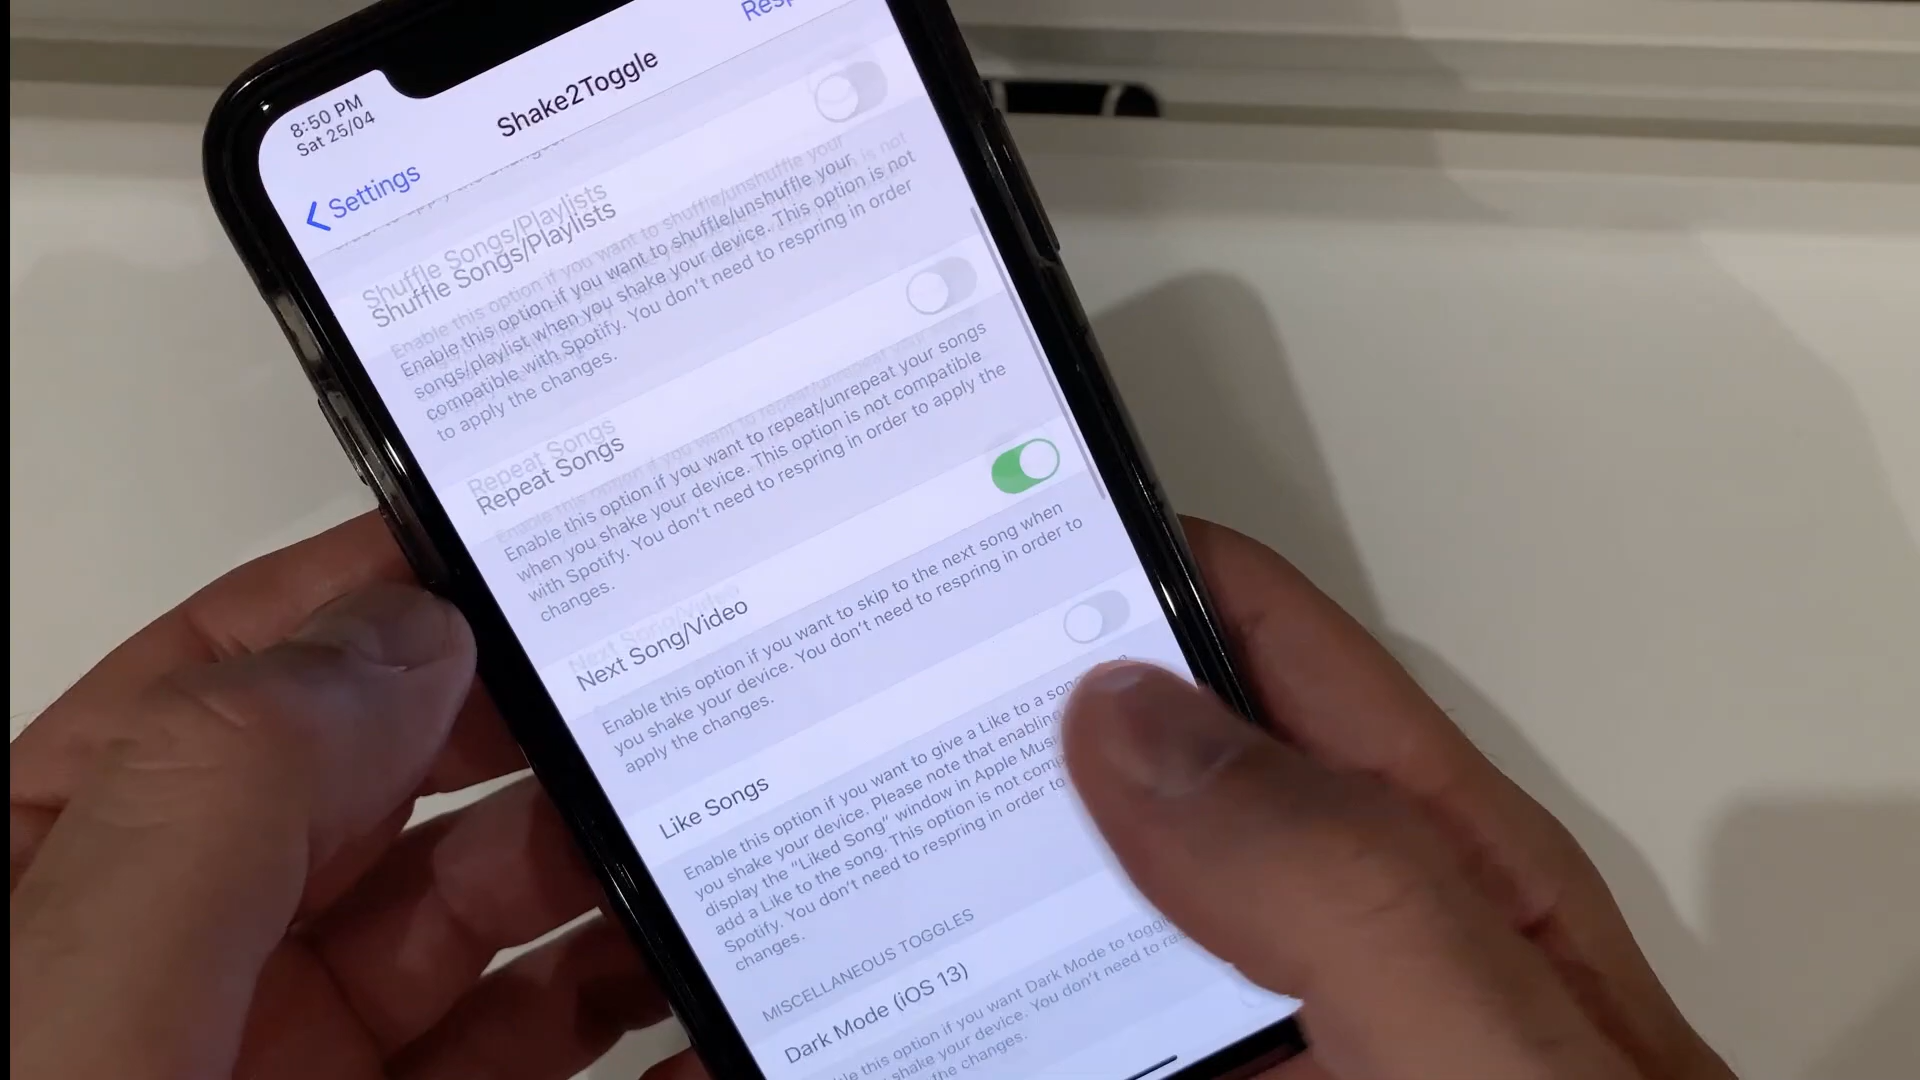 8:50 PM
Sat 25/04
Shake2Toggle
Settings
Shuffle Songs/Playlists
Enable this option if you want to shuffle/unshuffle your
songs/playlist when you shake your device. This option is not
compatible with Spotify. You don't need to respring in order
to apply the changes.
Repeat Songs
Enable this option if you want to repeat/unrepeat your songs
when you shake your device. This option is not compatible
with Spotify. You don't need to respring in order to apply the
changes.
Next Song/Video
Enable this option if you want to skip to the next song when
you shake your device. You don't need to respring in order to
apply the changes.
Like Songs
Enable this option if you want to give a Like to a song
you shake your device. Please note that enabling
display the "Liked Song" window in Apple Music
add a Like to the song. This option is not
Spotify. You don't need to respring in order to
changes.
MISCELLANEOUS TOGGLES
Dark Mode (iOS 13)
this option if you want Dark Mode to
shake your device. You don't need to
the changes.